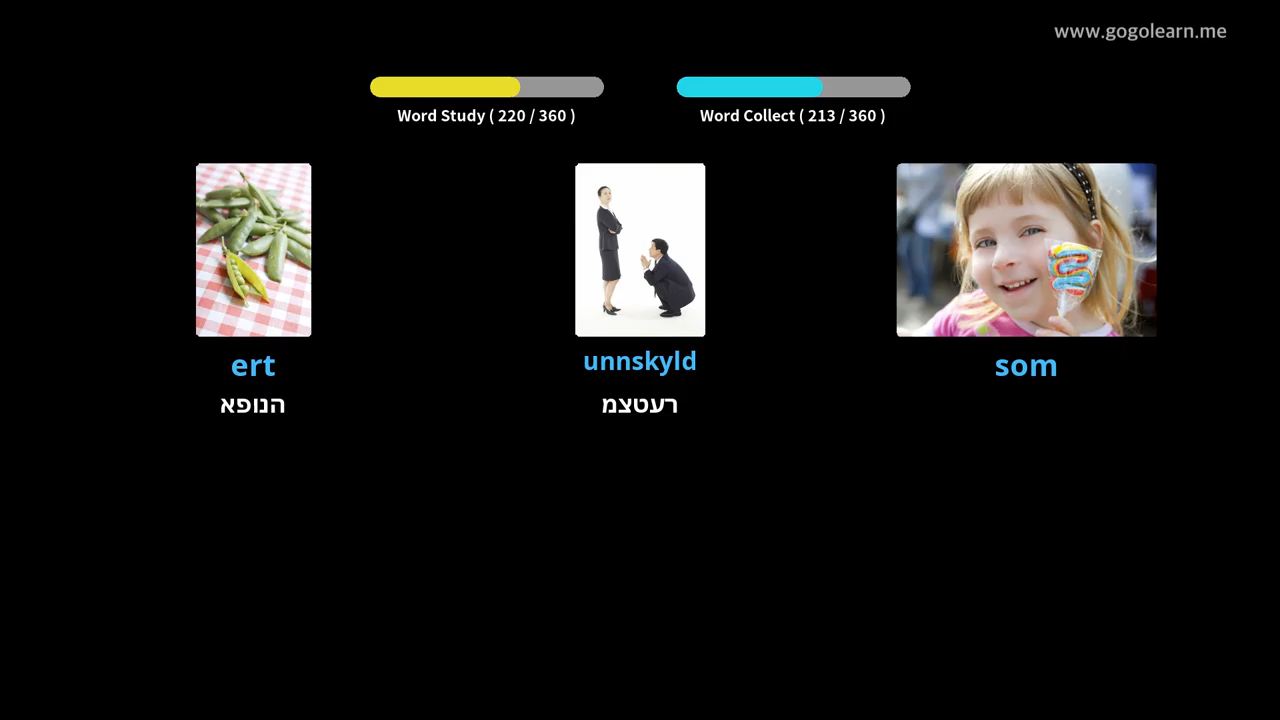 www.gogolearn.me
Word Study ( 220 / 360 )
Word Collect ( 213 / 360 )
ert
unnskyld
som
הנופא
רעטצמ